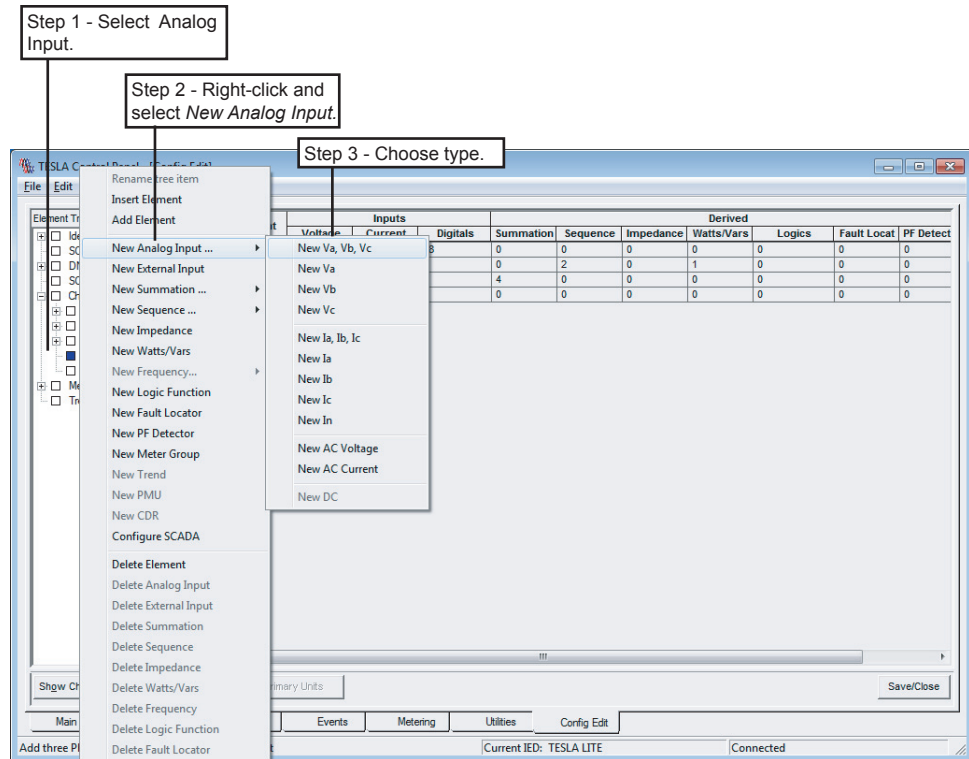 Step 1 - Select Analog
Input.
Step 2 - Right-click and
select New Analog Input.
Step 3 - Choose type.
TESLA Control Panel - [Config Edit]
File Edit
Element Tr
Inputs
Derived
Voltage Current Digitals Summation Sequence Impedance Watts/Vars Logics Fault Locat PF Detect
Ide
8 0 0 0 0 0 0 0
SC
0 2 0 1 0 0 0
DN
4 0 0 0 0 0 0
SC
0 0 0 0 0 0 0
Ch
Me
Tre
Rename tree item
Insert Element
Add Element
New Analog Input ...
New External Input
New Summation ...
New Sequence ...
New Impedance
New Watts/Vars
New Frequency...
New Logic Function
New Fault Locator
New PF Detector
New Meter Group
New Trend
New PMU
New CDR
Configure SCADA
Delete Element
Delete Analog Input
Delete External Input
Delete Summation
Delete Sequence
Delete Impedance
Delete Watts/Vars
Delete Frequency
Delete Logic Function
Delete Fault Locator
New Va, Vb, Vc
New Va
New Vb
New Vc
New Ia, Ib, Ic
New Ia
New Ib
New Ic
New In
New AC Voltage
New AC Current
New DC
Show Ch
imary Units
Save/Close
Main
Events Metering Utilities Config Edit
Add three P
Current IED: TESLA LITE
Connected